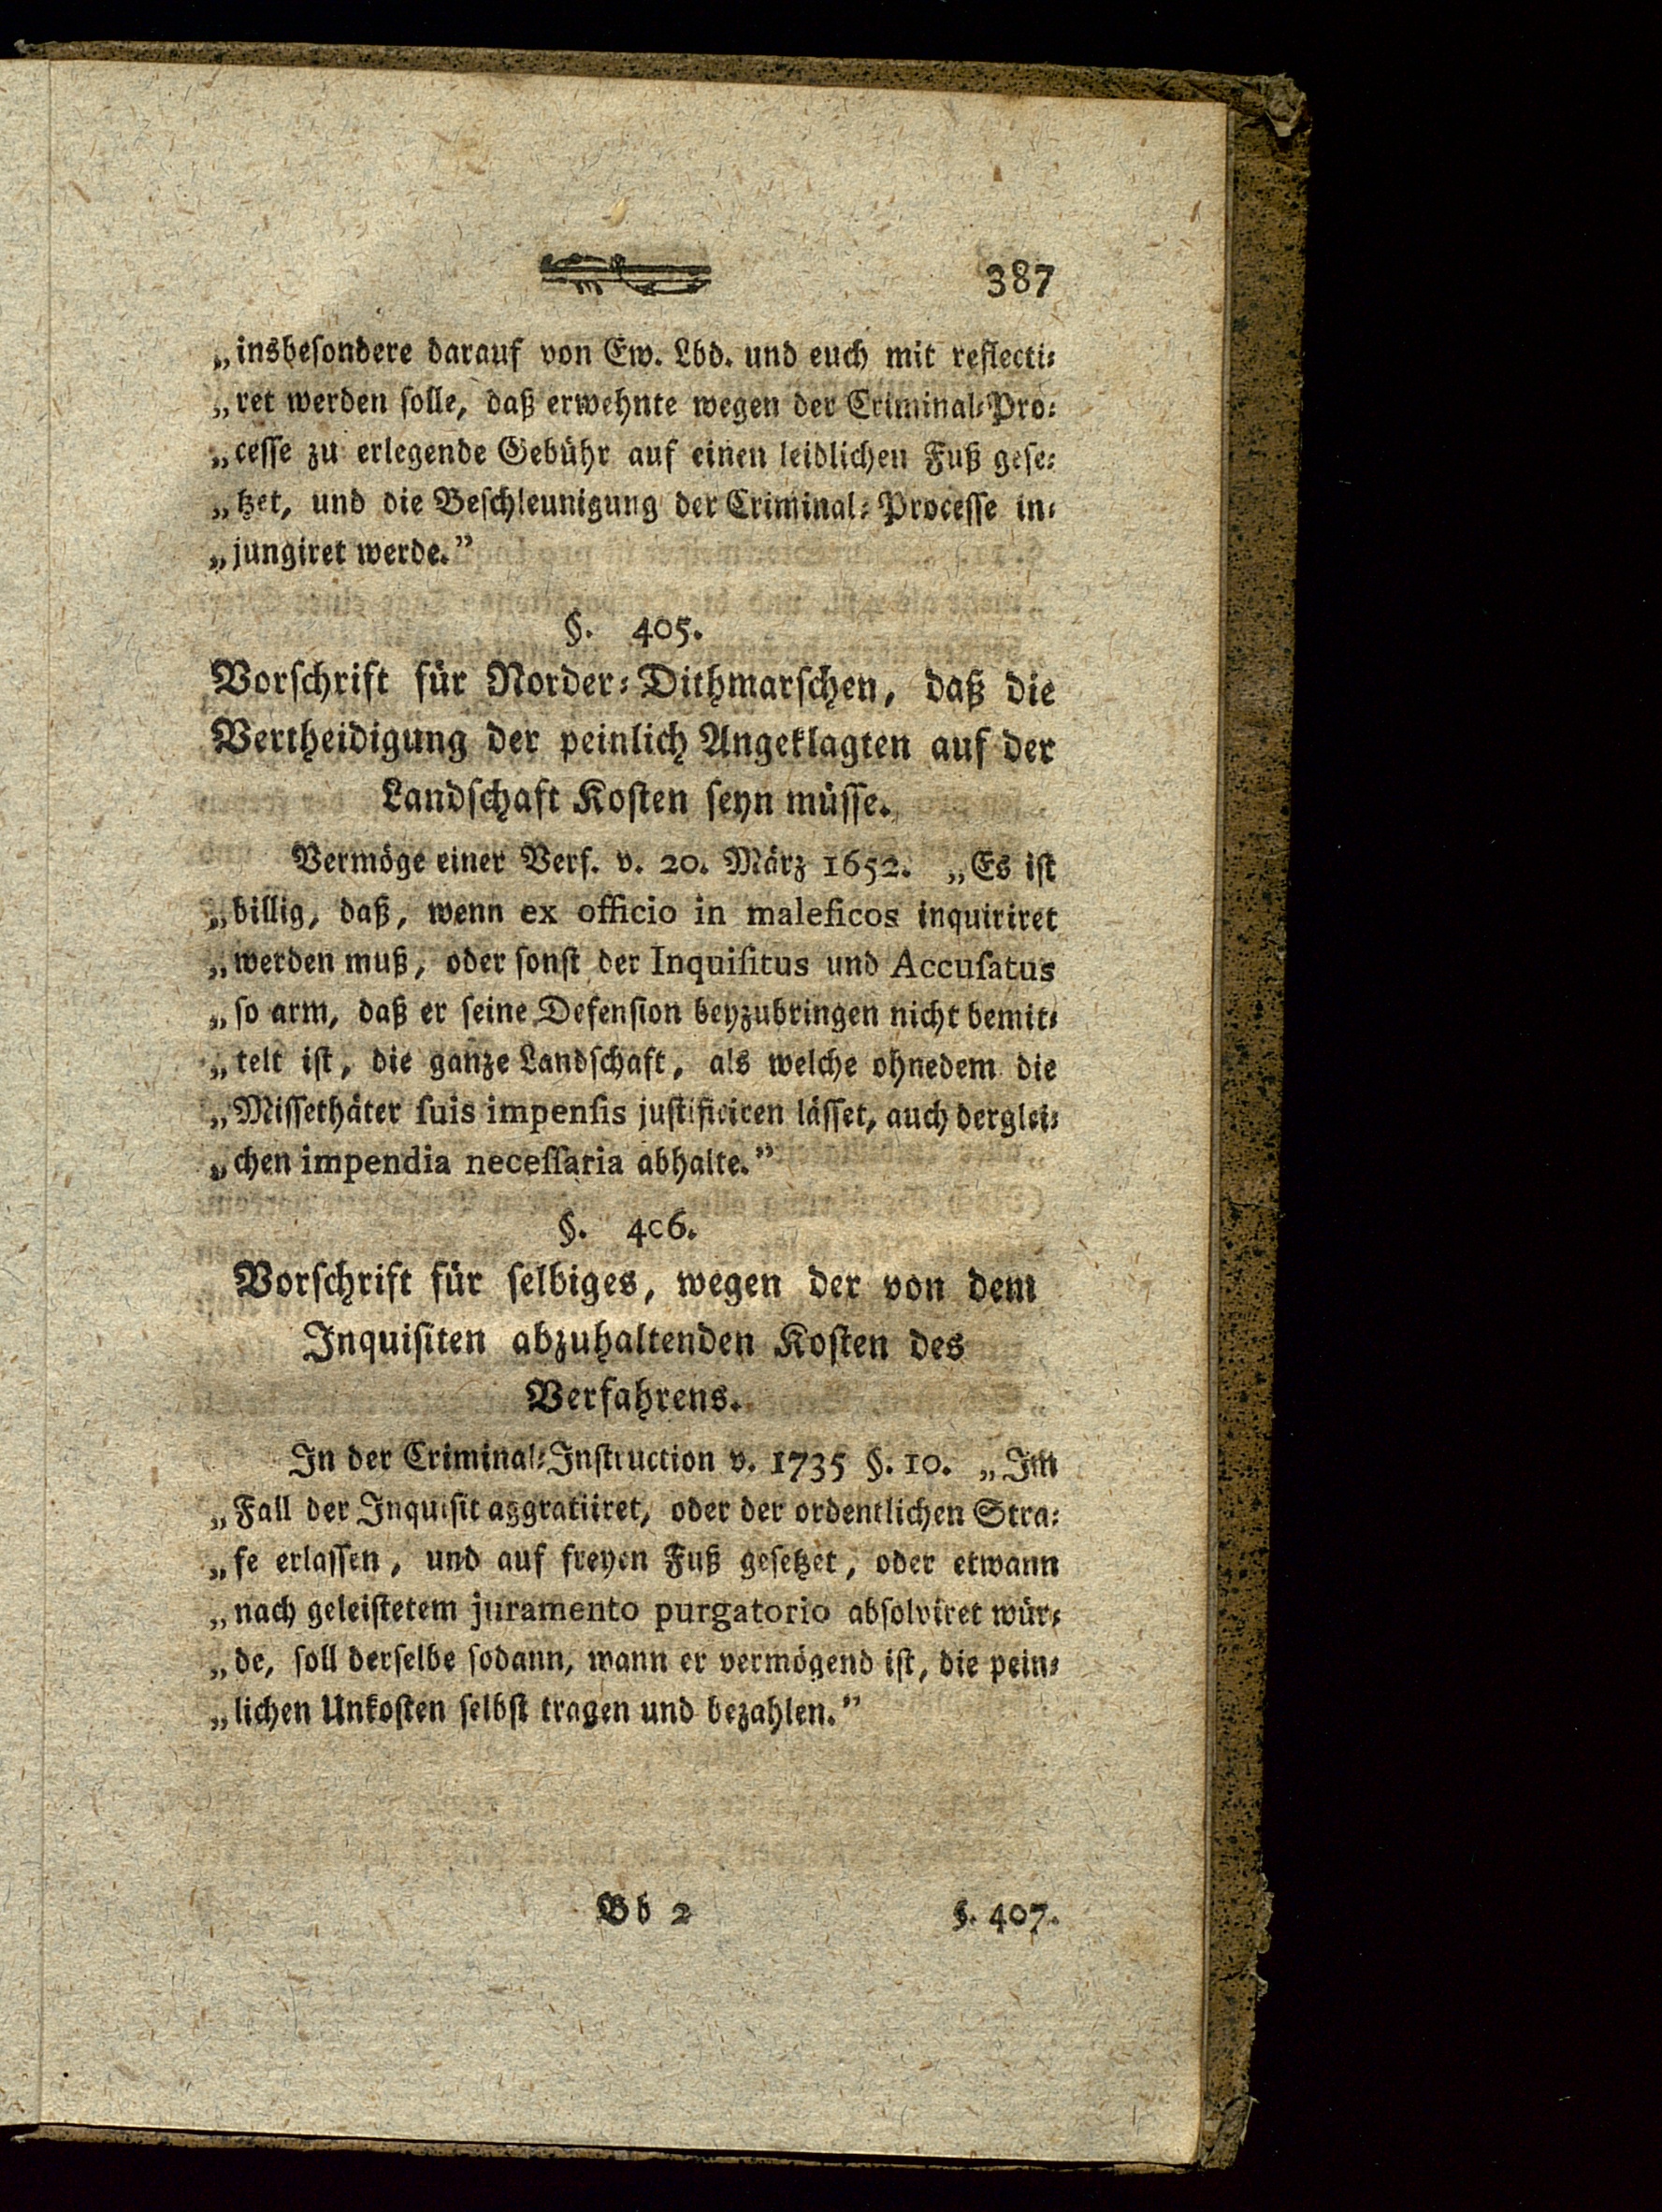 387
„insbesondere darauf von Ew. Lbd. und euch mit reflecti⸗
„ret werden solle, daß erwehnte wegen der Criminal⸗Pro⸗
„cesse zu erlegende Gebühr auf einen leidlichen Fuß gese⸗
„tzet, und die Beschleunigung der Criminal⸗Processe in⸗
„jungiret werde.”
§. 405.
Vorschrift für Norder⸗Dithmarschen, daß die
Vertheidigung der peinlich Angeklagten auf der
Landschaft Kosten seyn müsse.
Vermöge einer Verf. v. 20. März 1652. „Es ist
„billig, daß, wenn ex officio in maleficos inquiriret
„werden muß, oder sonst der Inquiſitus und Accuſatus
„so arm, daß er seine Defension beyzubringen nicht bemit⸗
„telt ist, die ganze Landschaft, als welche ohnedem die
„Missethäter ſuis impenſis justificiren lässet, auch derglei⸗
„chen impendia neceſſaria abhalte.”
§. 406.
Vorschrift für selbiges, wegen der von dem
Inquisiten abzuhaltenden Kosten des
Verfahrens.
In der Criminal⸗Instruction v. 1735 §. 10. „Im
„Fall der Inquisit aggratiiret, oder der ordentlichen Stra⸗
„fe erlassen, und auf freyen Fuß gesetzet, oder etwann
„nach geleistetem juramento purgatorio absolviret wür⸗
„de, soll derselbe sodann, wann er vermögend ist, die pein⸗
„lichen Unkosten selbst tragen und bezahlen.”
Bb 2 §. 407.